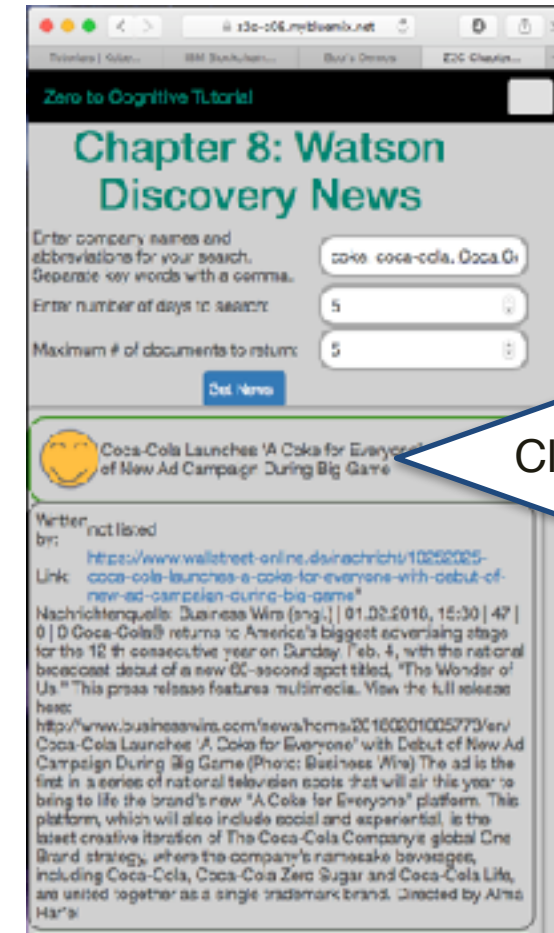 z2c-c06.mybluemix.net
Tutorials |
IBM
Z2C Chapter...
Zero to Cognitive Tutorial
Chapter 8: Watson
Discovery News
Enter company names and
abbreviations for your search.
Separate key words with a comma.
coke, coca-cola, Coca Co
Enter number of days to search:
5
Maximum # of documents to return:
5
Get News
Coca-Cola Launches 'A Coke for Everyone'
of New Ad Campaign During Big Game
Written
by:
not listed
Link:
https://www.wallstreet-online.de/nachricht/10252025-
coca-cola-launches-a-coke-for-everyone-with-debut-of-
new-ad-campaign-during-big-game"
Nachrichtenquelle: Business Wire (engl.) | 01.02.2018, 15:30 | 47 |
0 | 0 Coca-Cola® returns to America's biggest advertising stage
for the 12 th consecutive year on Sunday, Feb. 4, with the national
broadcast debut of a new 60-second spot titled, "The Wonder of
Us." This press release features multimedia. View the full release
here:
http://www.businesswire.com/news/home/20180201005773/en/
Coca-Cola Launches 'A Coke for Everyone' with Debut of New Ad
Campaign During Big Game (Photo: Business Wire) The ad is the
first in a series of national television spots that will air this year to
bring to life the brand's new "A Coke for Everyone" platform. This
platform, which will also include social and experiential, is the
latest creative iteration of The Coca-Cola Company's global One
Brand strategy, where the company's namesake beverages,
including Coca-Cola, Coca-Cola Zero Sugar and Coca-Cola Life,
are united together as a single trademark brand. Directed by Alma
Har'el